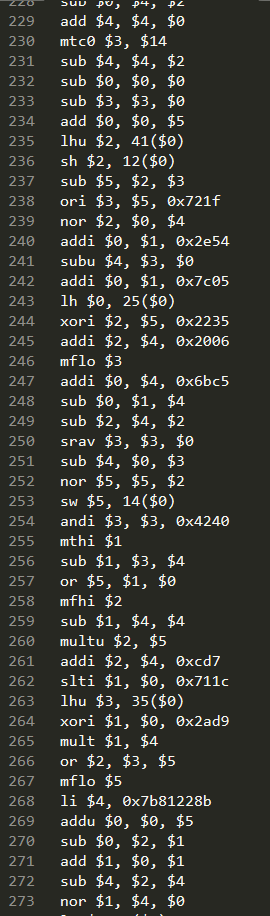 228 sub $0, $4, $2
229 add $4, $4, $0
230 mtc0 $3, $14
231 sub $4, $4, $2
232 sub $0, $0, $0
233 sub $3, $3, $0
234 add $0, $0, $5
235 lhu $2, 41($0)
236 sh $2, 12($0)
237 sub $5, $2, $3
238 ori $3, $5, 0x721f
239 nor $2, $0, $4
240 addi $0, $1, 0x2e54
241 subu $4, $3, $0
242 addi $0, $1, 0x7c05
243 lh $0, 25($0)
244 xori $2, $5, 0x2235
245 addi $2, $4, 0x2006
246 mflo $3
247 addi $0, $4, 0x6bc5
248 sub $0, $1, $4
249 sub $2, $4, $2
250 srav $3, $3, $0
251 sub $4, $0, $3
252 nor $5, $5, $2
253 sw $5, 14($0)
254 andi $3, $3, 0x4240
255 mthi $1
256 sub $1, $3, $4
257 or $5, $1, $0
258 mfhi $2
259 sub $1, $4, $4
260 multu $2, $5
261 addi $2, $4, 0xcd7
262 slti $1, $0, 0x711c
263 lhu $3, 35($0)
264 xori $1, $0, 0x2ad9
265 mult $1, $4
266 or $2, $3, $5
267 mflo $5
268 li $4, 0x7b81228b
269 addu $0, $0, $5
270 sub $0, $2, $1
271 add $1, $0, $1
272 sub $4, $2, $4
273 nor $1, $4, $0